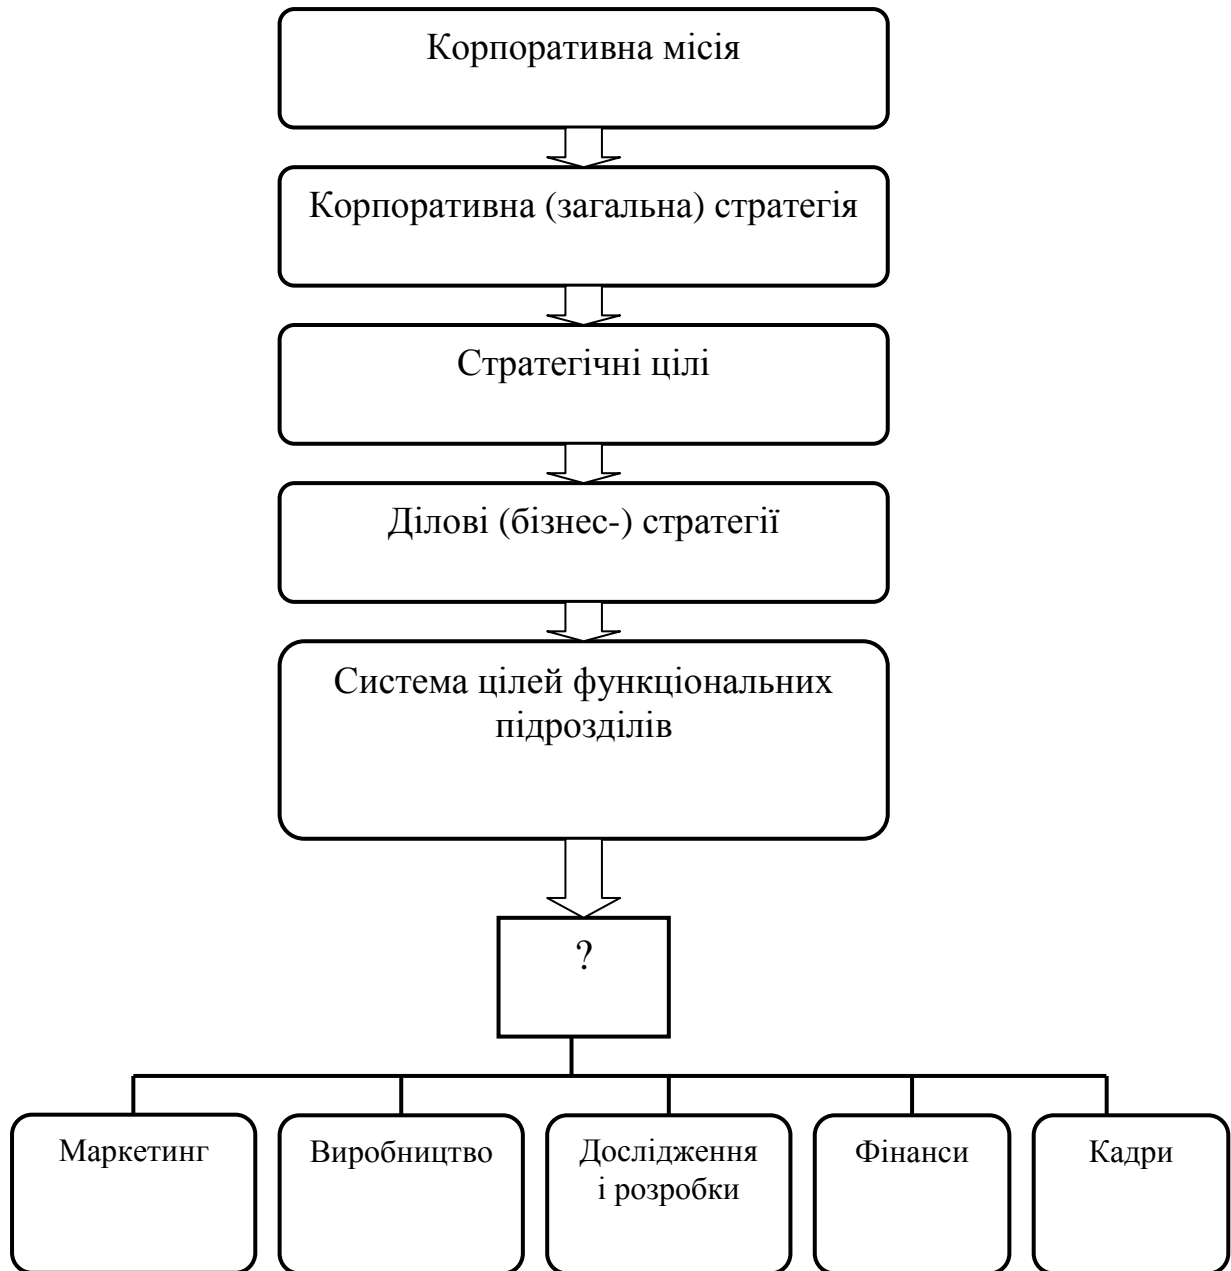 Корпоративна місія
Корпоративна (загальна) стратегія
Стратегічні цілі
Ділові (бізнес-) стратегії
Система цілей функціональних
підрозділів
?
Маркетинг
Виробництво
Дослідження
і розробки
Фінанси
Кадри